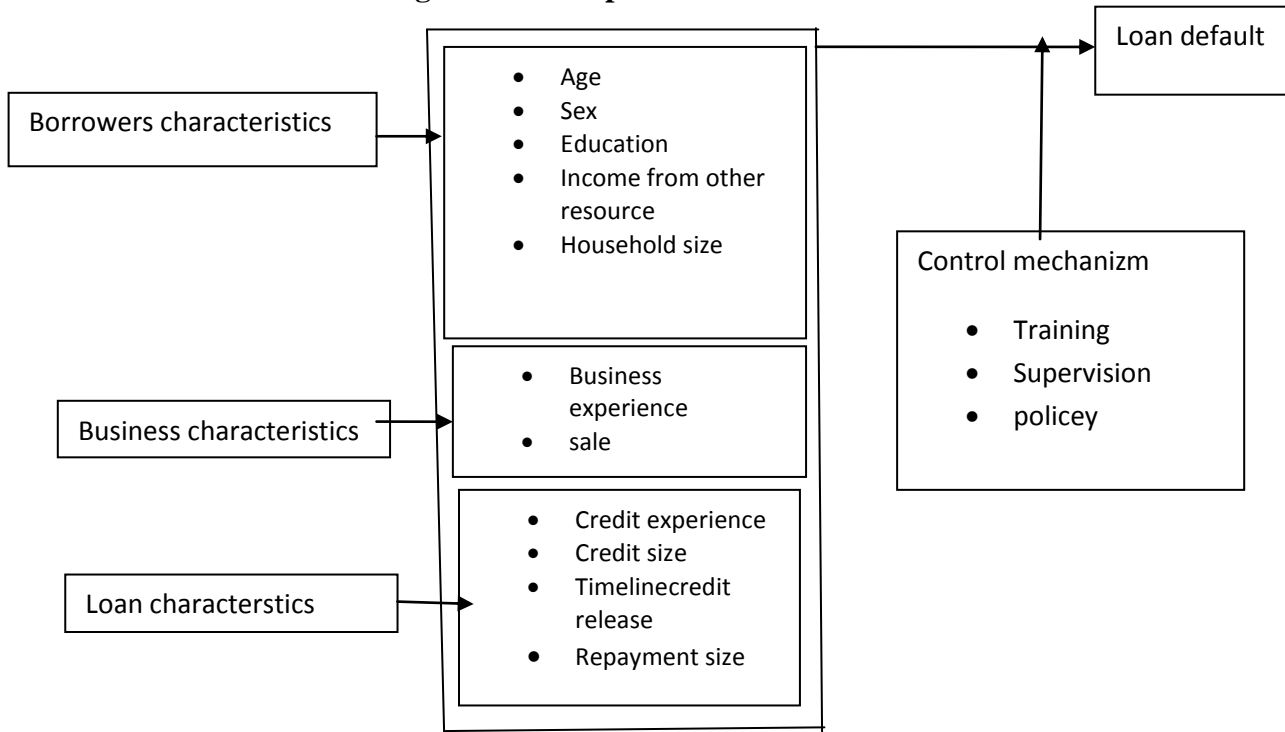 Loan default
Borrowers characteristics
• Age
• Sex
• Education
• Income from other
resource
• Household size
Business characteristics
• Business
experience
• sale
Loan characterstics
• Credit experience
• Credit size
• Timelinecredit
release
• Repayment size
Control mechanizm
• Training
• Supervision
• policey